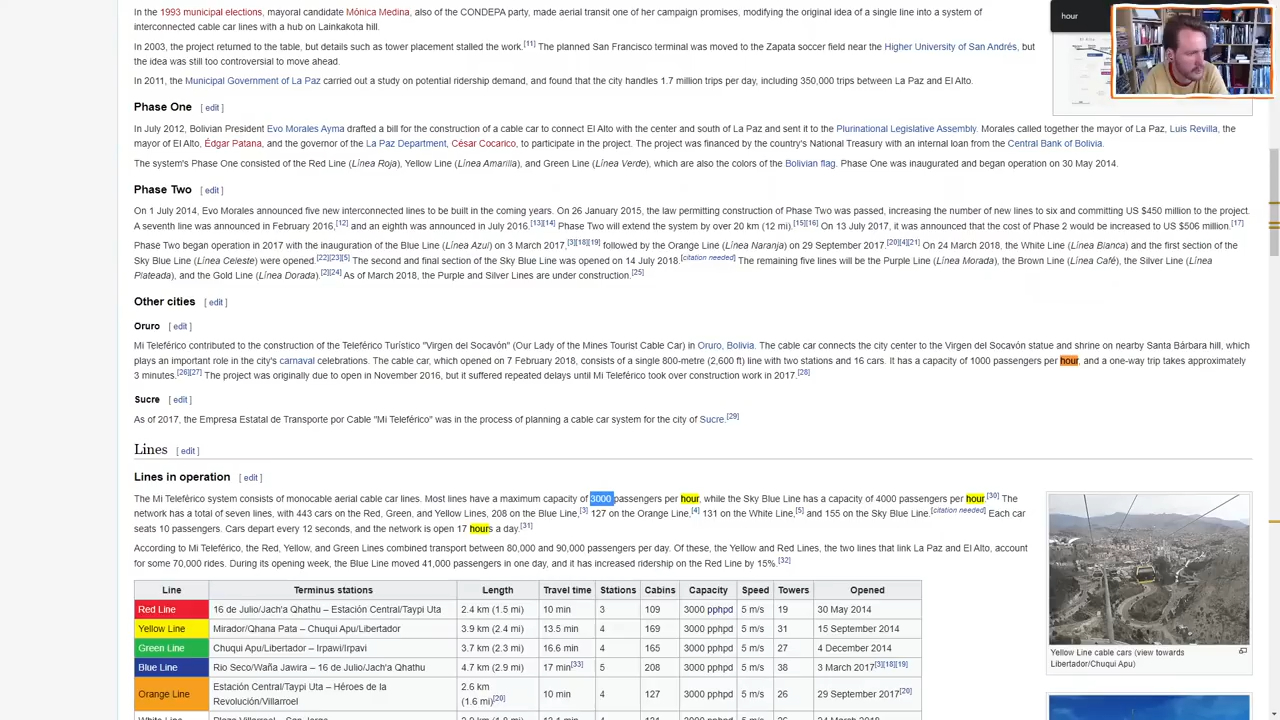 In the 1993 municipal elections, mayoral candidate Mónica Medina, also of the CONDEPA party, made aerial transit one of her campaign promises, modifying the original idea of a single line into a system of
interconnected cable car lines with a hub on Lainkakota hill.
In 2003, the project returned to the table, but details such as tower placement stalled the work.[11] The planned San Francisco terminal was moved to the Zapata soccer field near the Higher University of San Andrés, but
the idea was still too controversial to move ahead.
In 2011, the Municipal Government of La Paz carried out a study on potential ridership demand, and found that the city handles 1.7 million trips per day, including 350,000 trips between La Paz and El Alto.
hour
Phase One [ edit ]
In July 2012, Bolivian President Evo Morales Ayma drafted a bill for the construction of a cable car to connect El Alto with the center and south of La Paz and sent it to the Plurinational Legislative Assembly. Morales called together the mayor of La Paz, Luis Revilla, the
mayor of El Alto, Édgar Patana, and the governor of the La Paz Department, César Cocarico, to participate in the project. The project was financed by the country's National Treasury with an internal loan from the Central Bank of Bolivia.
The system's Phase One consisted of the Red Line (Línea Roja), Yellow Line (Línea Amarilla), and Green Line (Línea Verde), which are also the colors of the Bolivian flag. Phase One was inaugurated and began operation on 30 May 2014.
Phase Two [ edit ]
On 1 July 2014, Evo Morales announced five new interconnected lines to be built in the coming years. On 26 January 2015, the law permitting construction of Phase Two was passed, increasing the number of new lines to six and committing US $450 million to the project.
A seventh line was announced in February 2016,[12] and an eighth was announced in July 2016.[13][14] Phase Two will extend the system by over 20 km (12 mi).[15][16] On 13 July 2017, it was announced that the cost of Phase 2 would be increased to US $506 million.[17]
Phase Two began operation in 2017 with the inauguration of the Blue Line (Línea Azul) on 3 March 2017,[3][18][19] followed by the Orange Line (Línea Naranja) on 29 September 2017.[20][4][21] On 24 March 2018, the White Line (Línea Blanca) and the first section of the
Sky Blue Line (Línea Celeste) were opened.[22][23][5] The second and final section of the Sky Blue Line was opened on 14 July 2018.[citation needed] The remaining five lines will be the Purple Line (Línea Morada), the Brown Line (Línea Café), the Silver Line (Línea
Plateada), and the Gold Line (Línea Dorada).[2][24] As of March 2018, the Purple and Silver Lines are under construction.[25]
Other cities [ edit ]
Oruro [ edit ]
Mi Teleférico contributed to the construction of the Teleférico Turístico "Virgen del Socavón" (Our Lady of the Mines Tourist Cable Car) in Oruro, Bolivia. The cable car connects the city center to the Virgen del Socavón statue and shrine on nearby Santa Bárbara hill, which
plays an important role in the city's carnaval celebrations. The cable car, which opened on 7 February 2018, consists of a single 800-metre (2,600 ft) line with two stations and 16 cars. It has a capacity of 1000 passengers per hour, and a one-way trip takes approximately
3 minutes.[26][27] The project was originally due to open in November 2016, but it suffered repeated delays until Mi Teleférico took over construction work in 2017.[28]
Sucre [ edit ]
As of 2017, the Empresa Estatal de Transporte por Cable "Mi Teleférico" was in the process of planning a cable car system for the city of Sucre.[29]
Lines [ edit ]
Lines in operation [ edit ]
The Mi Teleférico system consists of monocable aerial cable car lines. Most lines have a maximum capacity of 3000 passengers per hour, while the Sky Blue Line has a capacity of 4000 passengers per hour.[30] The
network has a total of seven lines, with 443 cars on the Red, Green, and Yellow Lines, 208 on the Blue Line,[3] 127 on the Orange Line,[4] 131 on the White Line,[5] and 155 on the Sky Blue Line.[citation needed] Each car
seats 10 passengers. Cars depart every 12 seconds, and the network is open 17 hours a day.[31]
According to Mi Teleférico, the Red, Yellow, and Green Lines combined transport between 80,000 and 90,000 passengers per day. Of these, the Yellow and Red Lines, the two lines that link La Paz and El Alto, account
for some 70,000 rides. During its opening week, the Blue Line moved 41,000 passengers in one day, and it has increased ridership on the Red Line by 15%.[32]
Line Terminus stations Length Travel time Stations Cabins Capacity Speed Towers Opened
Red Line 16 de Julio/Jach'a Qhathu – Estación Central/Taypi Uta 2.4 km (1.5 mi) 10 min 3 109 3000 pphpd 5 m/s 19 30 May 2014
Yellow Line Mirador/Qhana Pata – Chuqui Apu/Libertador 3.9 km (2.4 mi) 13.5 min 4 169 3000 pphpd 5 m/s 31 15 September 2014
Green Line Chuqui Apu/Libertador – Irpawi/Irpavi 3.7 km (2.3 mi) 16.6 min 4 165 3000 pphpd 5 m/s 27 4 December 2014
Blue Line Rio Seco/Waña Jawira – 16 de Julio/Jach'a Qhathu 4.7 km (2.9 mi) 17 min[33] 5 208 3000 pphpd 5 m/s 38 3 March 2017[3][18][19]
Orange Line Estación Central/Taypi Uta – Héroes de la Revolución/Villarroel 2.6 km (1.6 mi)[20] 10 min 4 127 3000 pphpd 5 m/s 26 29 September 2017[20]
Yellow Line cable cars (view towards
Libertador/Chuqui Apu)